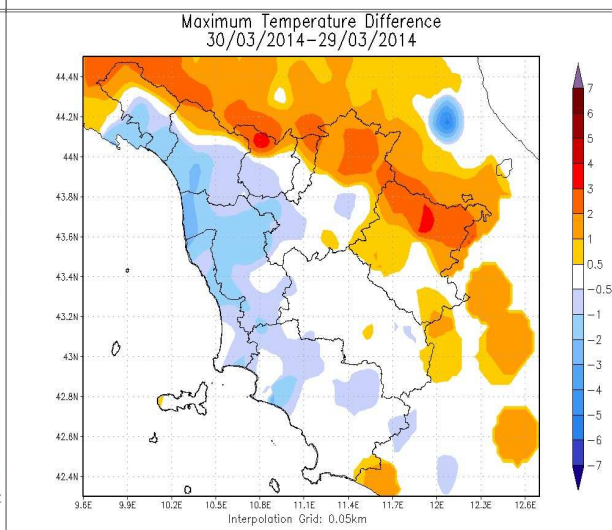 Maximum Temperature Difference
30/03/2014-29/03/2014
44.4N
44.2N
44N
43.8N
43.6N
43.4N
43.2N
43N
42.8N
42.6N
42.4N
9.6E 9.9E 10.2E 10.5E 10.8E 11.1E 11.4E 11.7E 12E 12.3E 12.6E
Interpolation Grid: 0.05km
7
6
5
4
3
2
1
0.5
-0.5
-1
-2
-3
-4
-5
-6
-7